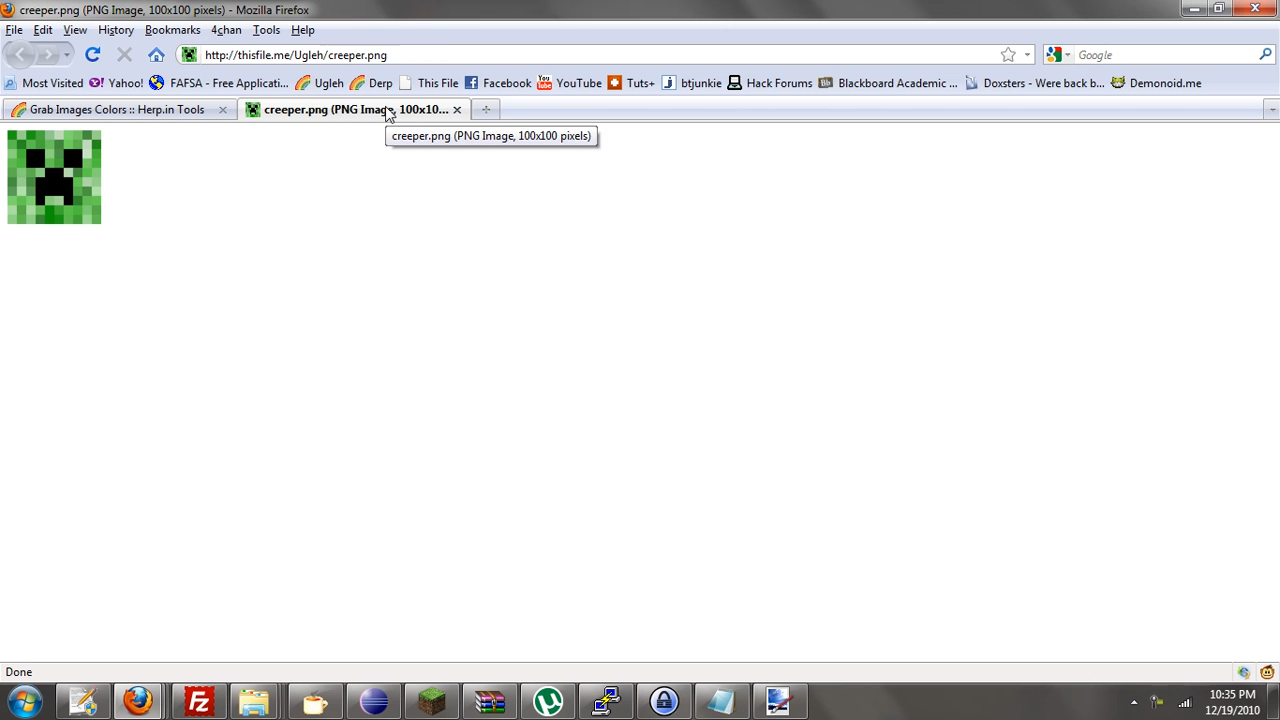 creeper.png (PNG Image, 100x100 pixels) - Mozilla Firefox
File Edit View History Bookmarks 4chan Tools Help
http://thisfile.me/Ugleh/creeper.png Google
Most Visited Yahoo! FAFSA - Free Applicati... Ugleh Derp This File Facebook You Tube YouTube Tuts+ btjunkie Hack Forums Blackboard Academic ... Doxsters - Were back b... Demonoid.me
Grab Images Colors :: Herp.in Tools creeper.png (PNG Image, 100x10...
creeper.png (PNG Image, 100x100 pixels)
Done
10:35 PM
12/19/2010